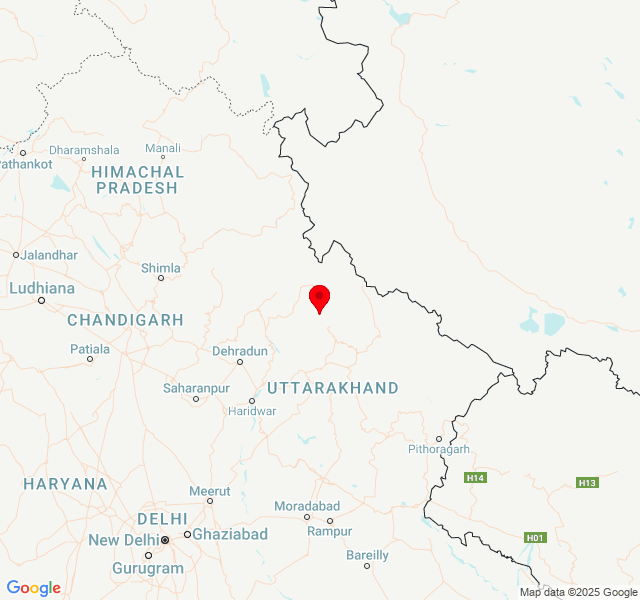 Manali
Dharamshala
Pathankot
HIMACHAL
PRADESH
Jalandhar
Shimla
Ludhiana
CHANDIGARH
Patiala
Dehradun
Saharanpur
UTTARAKHAND
Haridwar
Pithoragarh
H14
H13
HARYANA
Meerut
Moradabad
DELHI
Rampur
Ghaziabad
New Delhi
H01
Gurugram
Bareilly
Google
Map data ©2025 Google